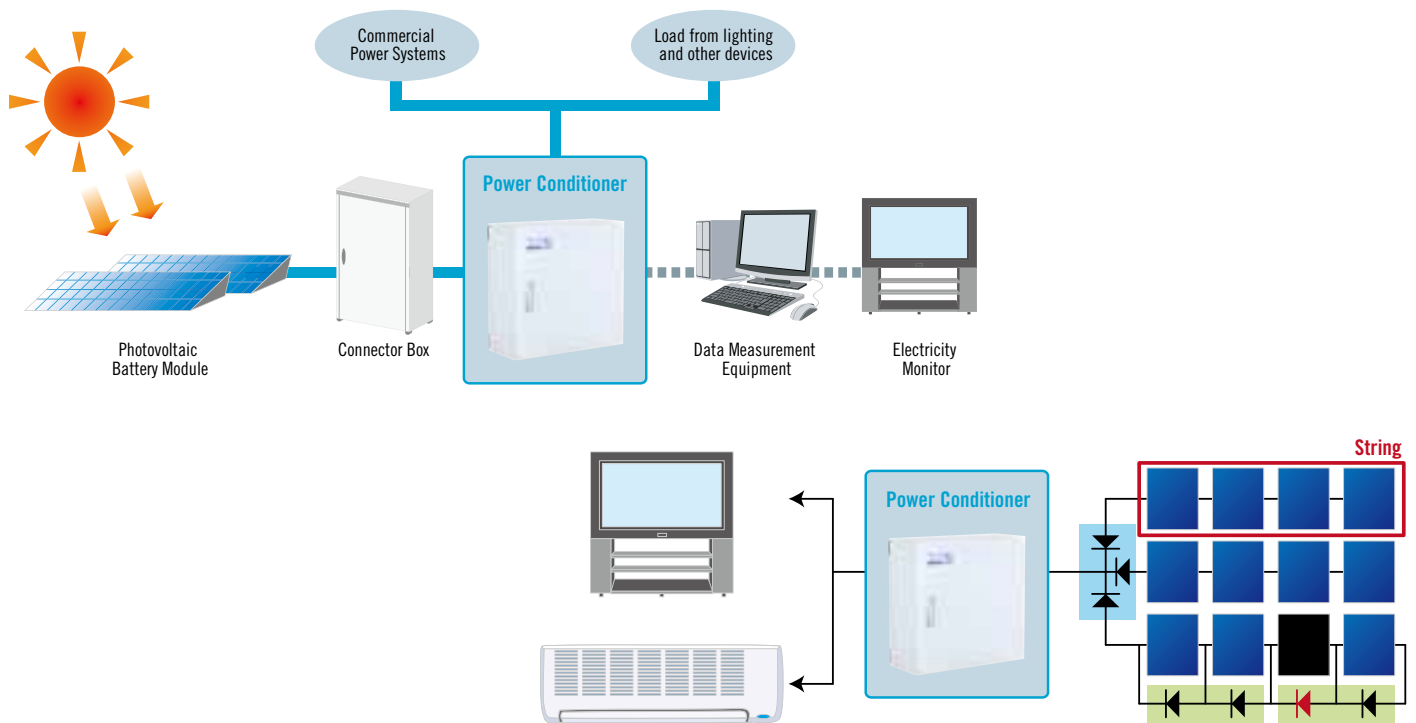 Commercial
Power Systems
Load from lighting
and other devices
Power Conditioner
Photovoltaic
Battery Module
Connector Box
Data Measurement
Equipment
Electricity
Monitor
String
Power Conditioner